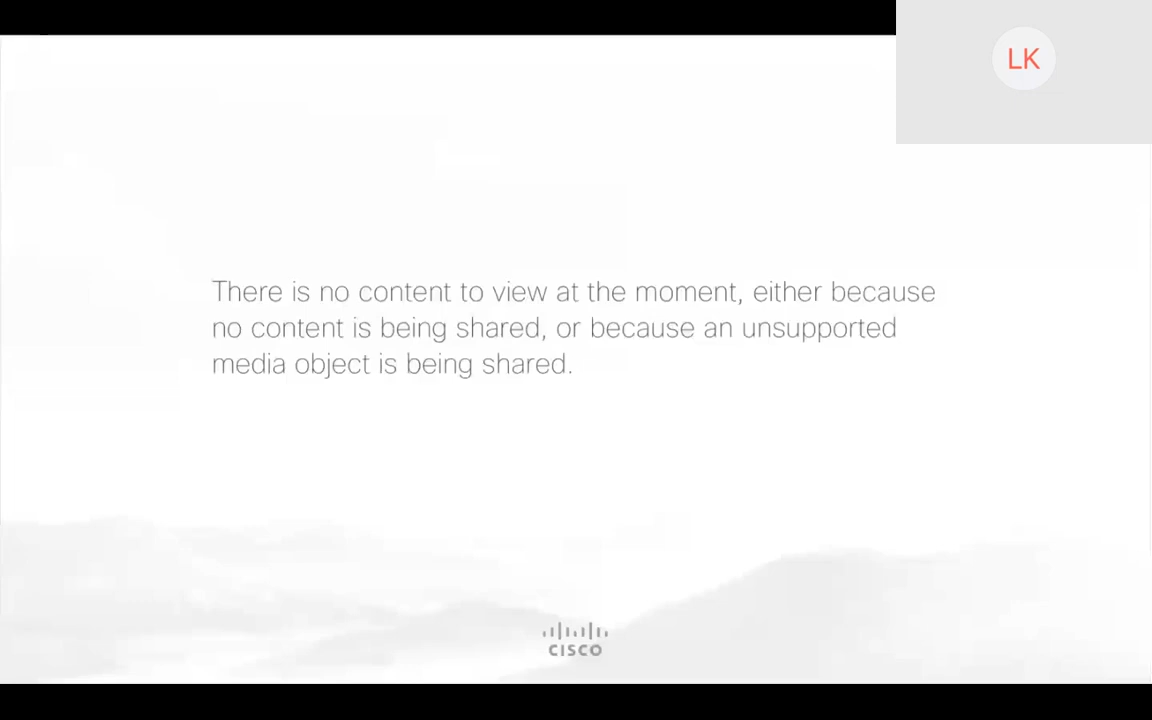 LK
There is no content to view at the moment, either because
no content is being shared, or because an unsupported
media object is being shared.
CISCO